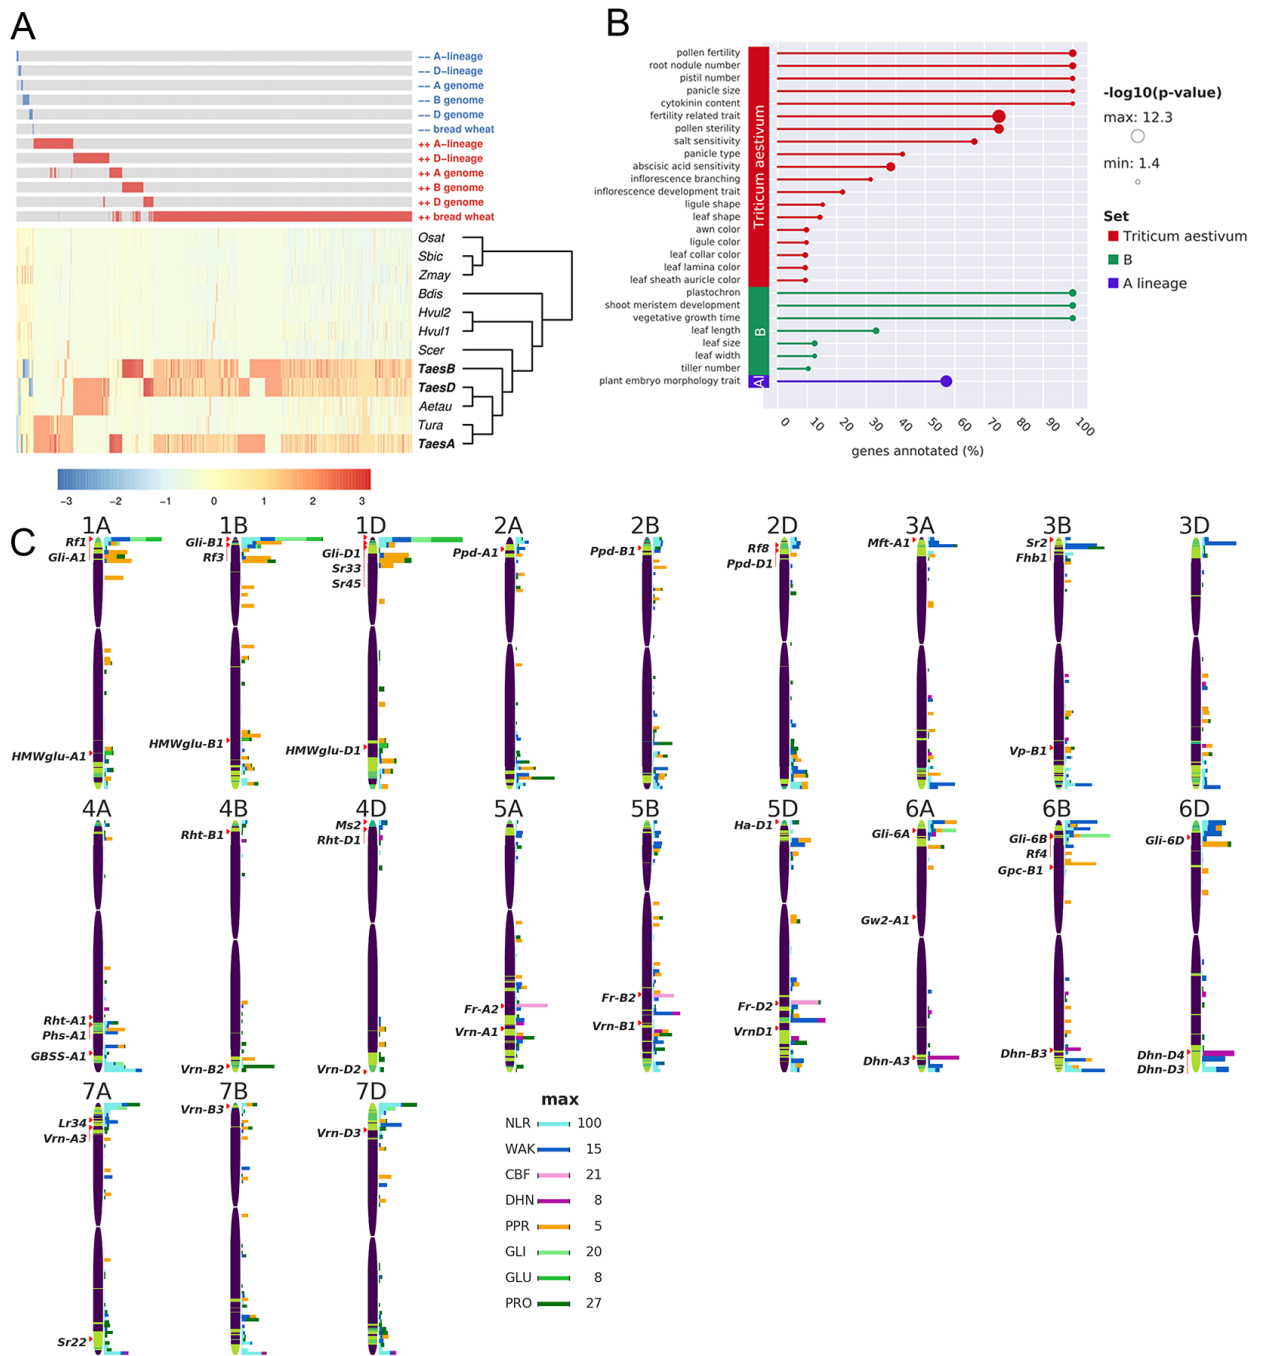 A
−− A−lineage
−− D−lineage
−− A genome
−− B genome
−− D genome
−− bread wheat
++ A−lineage
++ D−lineage
++ A genome
++ B genome
++ D genome
++ bread wheat
Osat
Sbic
Zmay
Bdis
Hvul2
Hvul1
Scer
TaesB
TaesD
Aetau
Tura
TaesA
−3 −2 −1 0 1 2 3
B
pollen fertility
root nodule number
pistil number
panicle size
cytokinin content
fertility related trait
pollen sterility
salt sensitivity
panicle type
abscisic acid sensitivity
inflorescence branching
inflorescence development trait
ligule shape
leaf shape
awn color
ligule color
leaf collar color
leaf lamina color
leaf sheath auricle color
plastochron
shoot meristem development
vegetative growth time
leaf length
leaf size
leaf width
tiller number
plant embryo morphology trait
Triticum aestivum
B
Al
0 10 20 30 40 50 60 70 80 90 100
genes annotated (%)
-log10(p-value)
max: 12.3
min: 1.4
Set
Triticum aestivum
B
A lineage
C
1A 1B 1D 2A 2B 2D 3A 3B 3D
Rf1
Gli-A1
HMWglu-A1
Gli-B1
Rf3
HMWglu-B1
Gli-D1
Sr33
Sr45
HMWglu-D1
Ppd-A1
Ppd-B1
Rf8
Ppd-D1
Mft-A1
Sr2
Fhb1
Vp-B1
4A 4B 4D 5A 5B 5D 6A 6B 6D
Rht-A1
Phs-A1
GBSS-A1
Rht-B1
Vrn-B2
Ms2
Rht-D1
Vrn-D2
Fr-A2
Vrn-A1
Fr-B2
Vrn-B1
Ha-D1
Fr-D2
VrnD1
Gli-6A
Gw2-A1
Dhn-A3
Gli-6B
Rf4
Gpc-B1
Dhn-B3
Gli-6D
Dhn-D4
Dhn-D3
7A 7B 7D
Lr34
Vrn-A3
Sr22
Vrn-B3
Vrn-D3
max
NLR 100
WAK 15
CBF 21
DHN 8
PPR 5
GLI 20
GLU 8
PRO 27